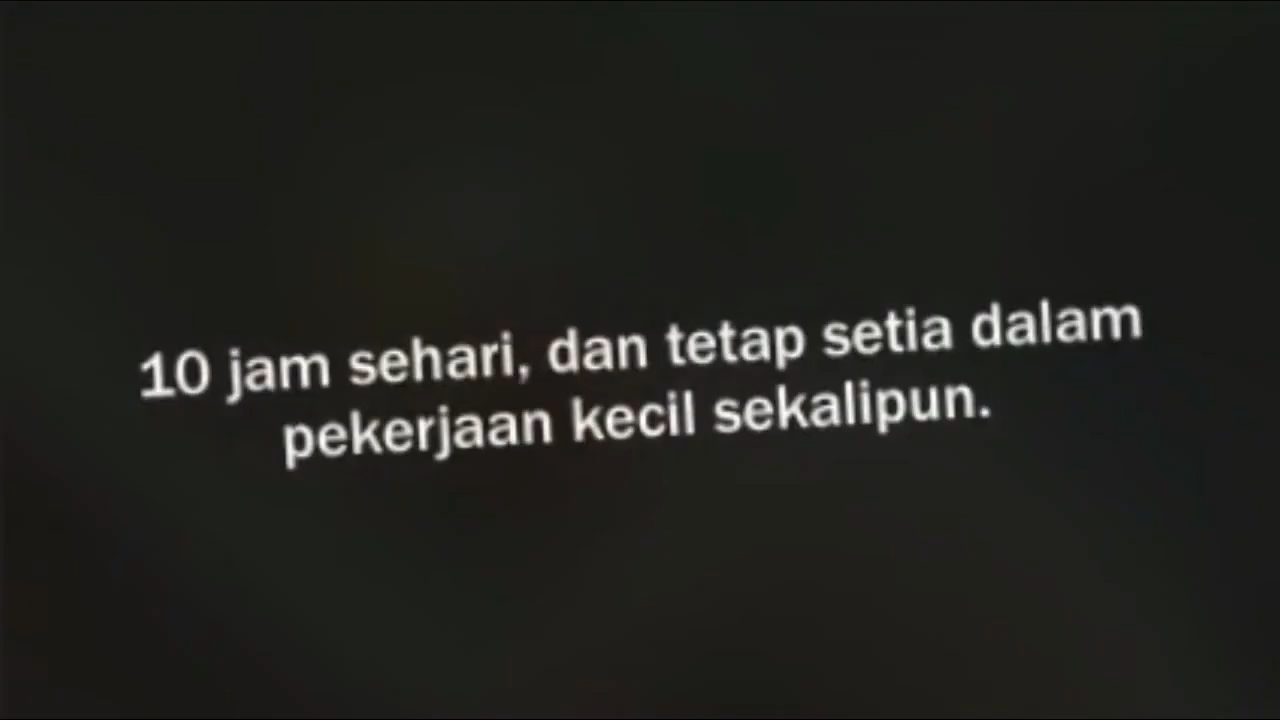 10 jam sehari, dan tetap setia dalam
pekerjaan kecil sekalipun.